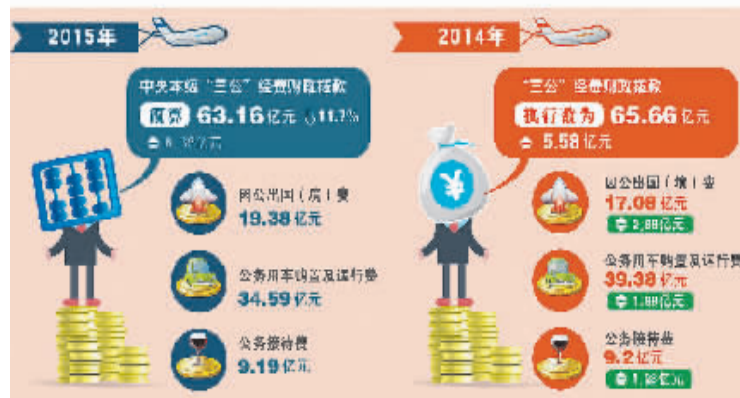 2015年
中央本级“三公”经费财政拨款
预算 63.16亿元 11.7%
亿元
因公出国（境）费
19.38亿元
公务用车购置及运行费
34.59亿元
公务接待费
9.19亿元
2014年
“三公”经费财政拨款
执行数为 65.66亿元
5.58亿元
因公出国（境）费
17.08亿元
亿元
公务用车购置及运行费
39.38亿元
亿元
公务接待费
9.2亿元
亿元